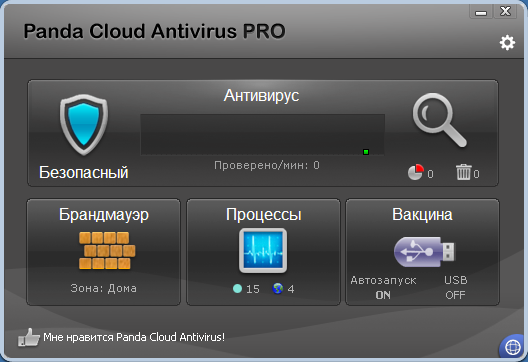 Panda Cloud Antivirus PRO
Антивирус
Безопасный
Проверено/мин: 0
0 0
Брандмауэр
Зона: Дома
Процессы
15 4
Вакцина
Автозапуск USB
ON OFF
Мне нравится Panda Cloud Antivirus!